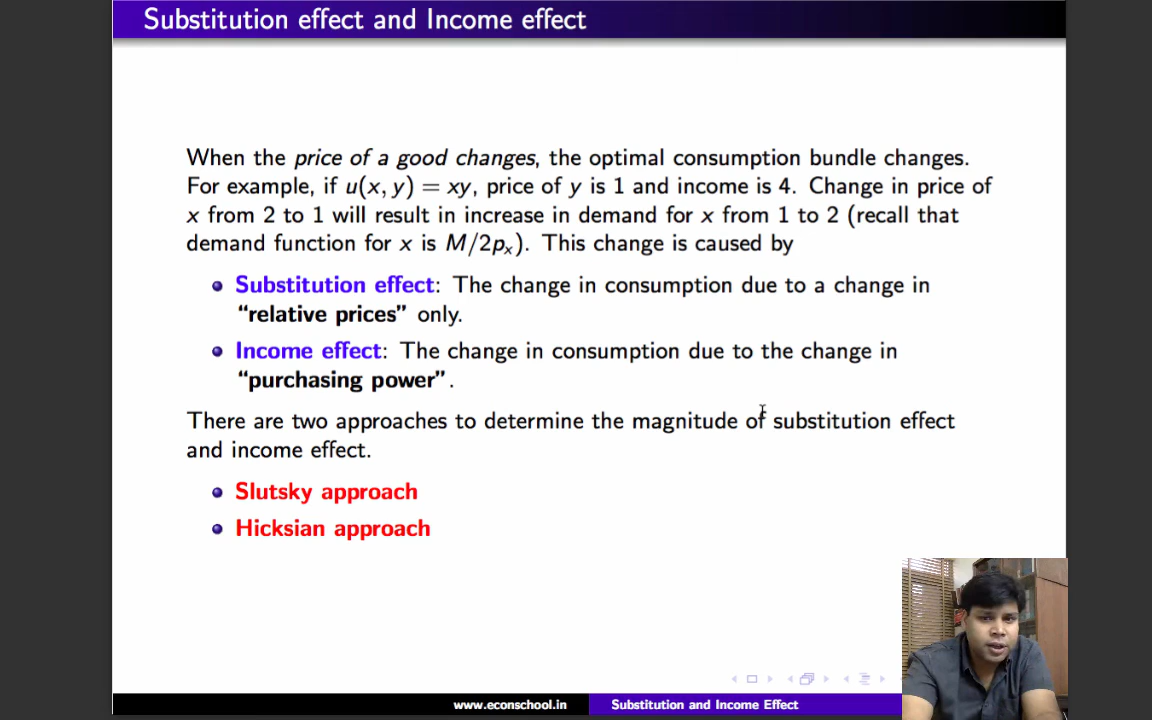 Substitution effect and Income effect
When the price of a good changes, the optimal consumption bundle changes.
For example, if u(x, y) = xy, price of y is 1 and income is 4. Change in price of
x from 2 to 1 will result in increase in demand for x from 1 to 2 (recall that
demand function for x is M/2pₓ). This change is caused by
Substitution effect: The change in consumption due to a change in
“relative prices” only.
Income effect: The change in consumption due to the change in
“purchasing power”.
There are two approaches to determine the magnitude of substitution effect
and income effect.
Slutsky approach
Hicksian approach
www.econschool.in Substitution and Income Effect